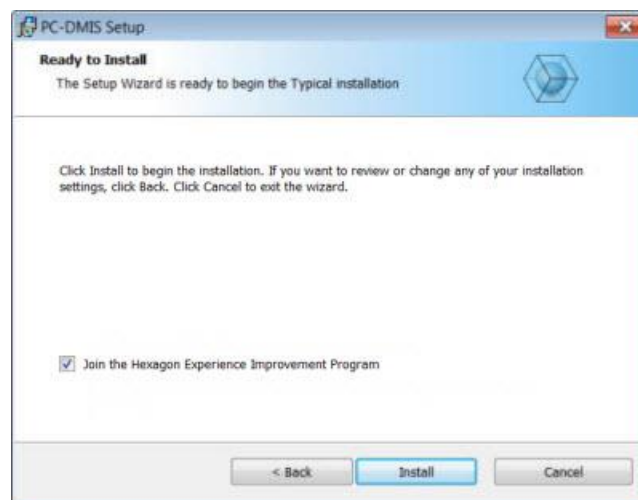 PC-DMIS Setup
Ready to Install
The Setup Wizard is ready to begin the Typical installation
Click Install to begin the installation. If you want to review or change any of your installation
settings, click Back. Click Cancel to exit the wizard.
Join the Hexagon Experience Improvement Program
< Back
Install
Cancel